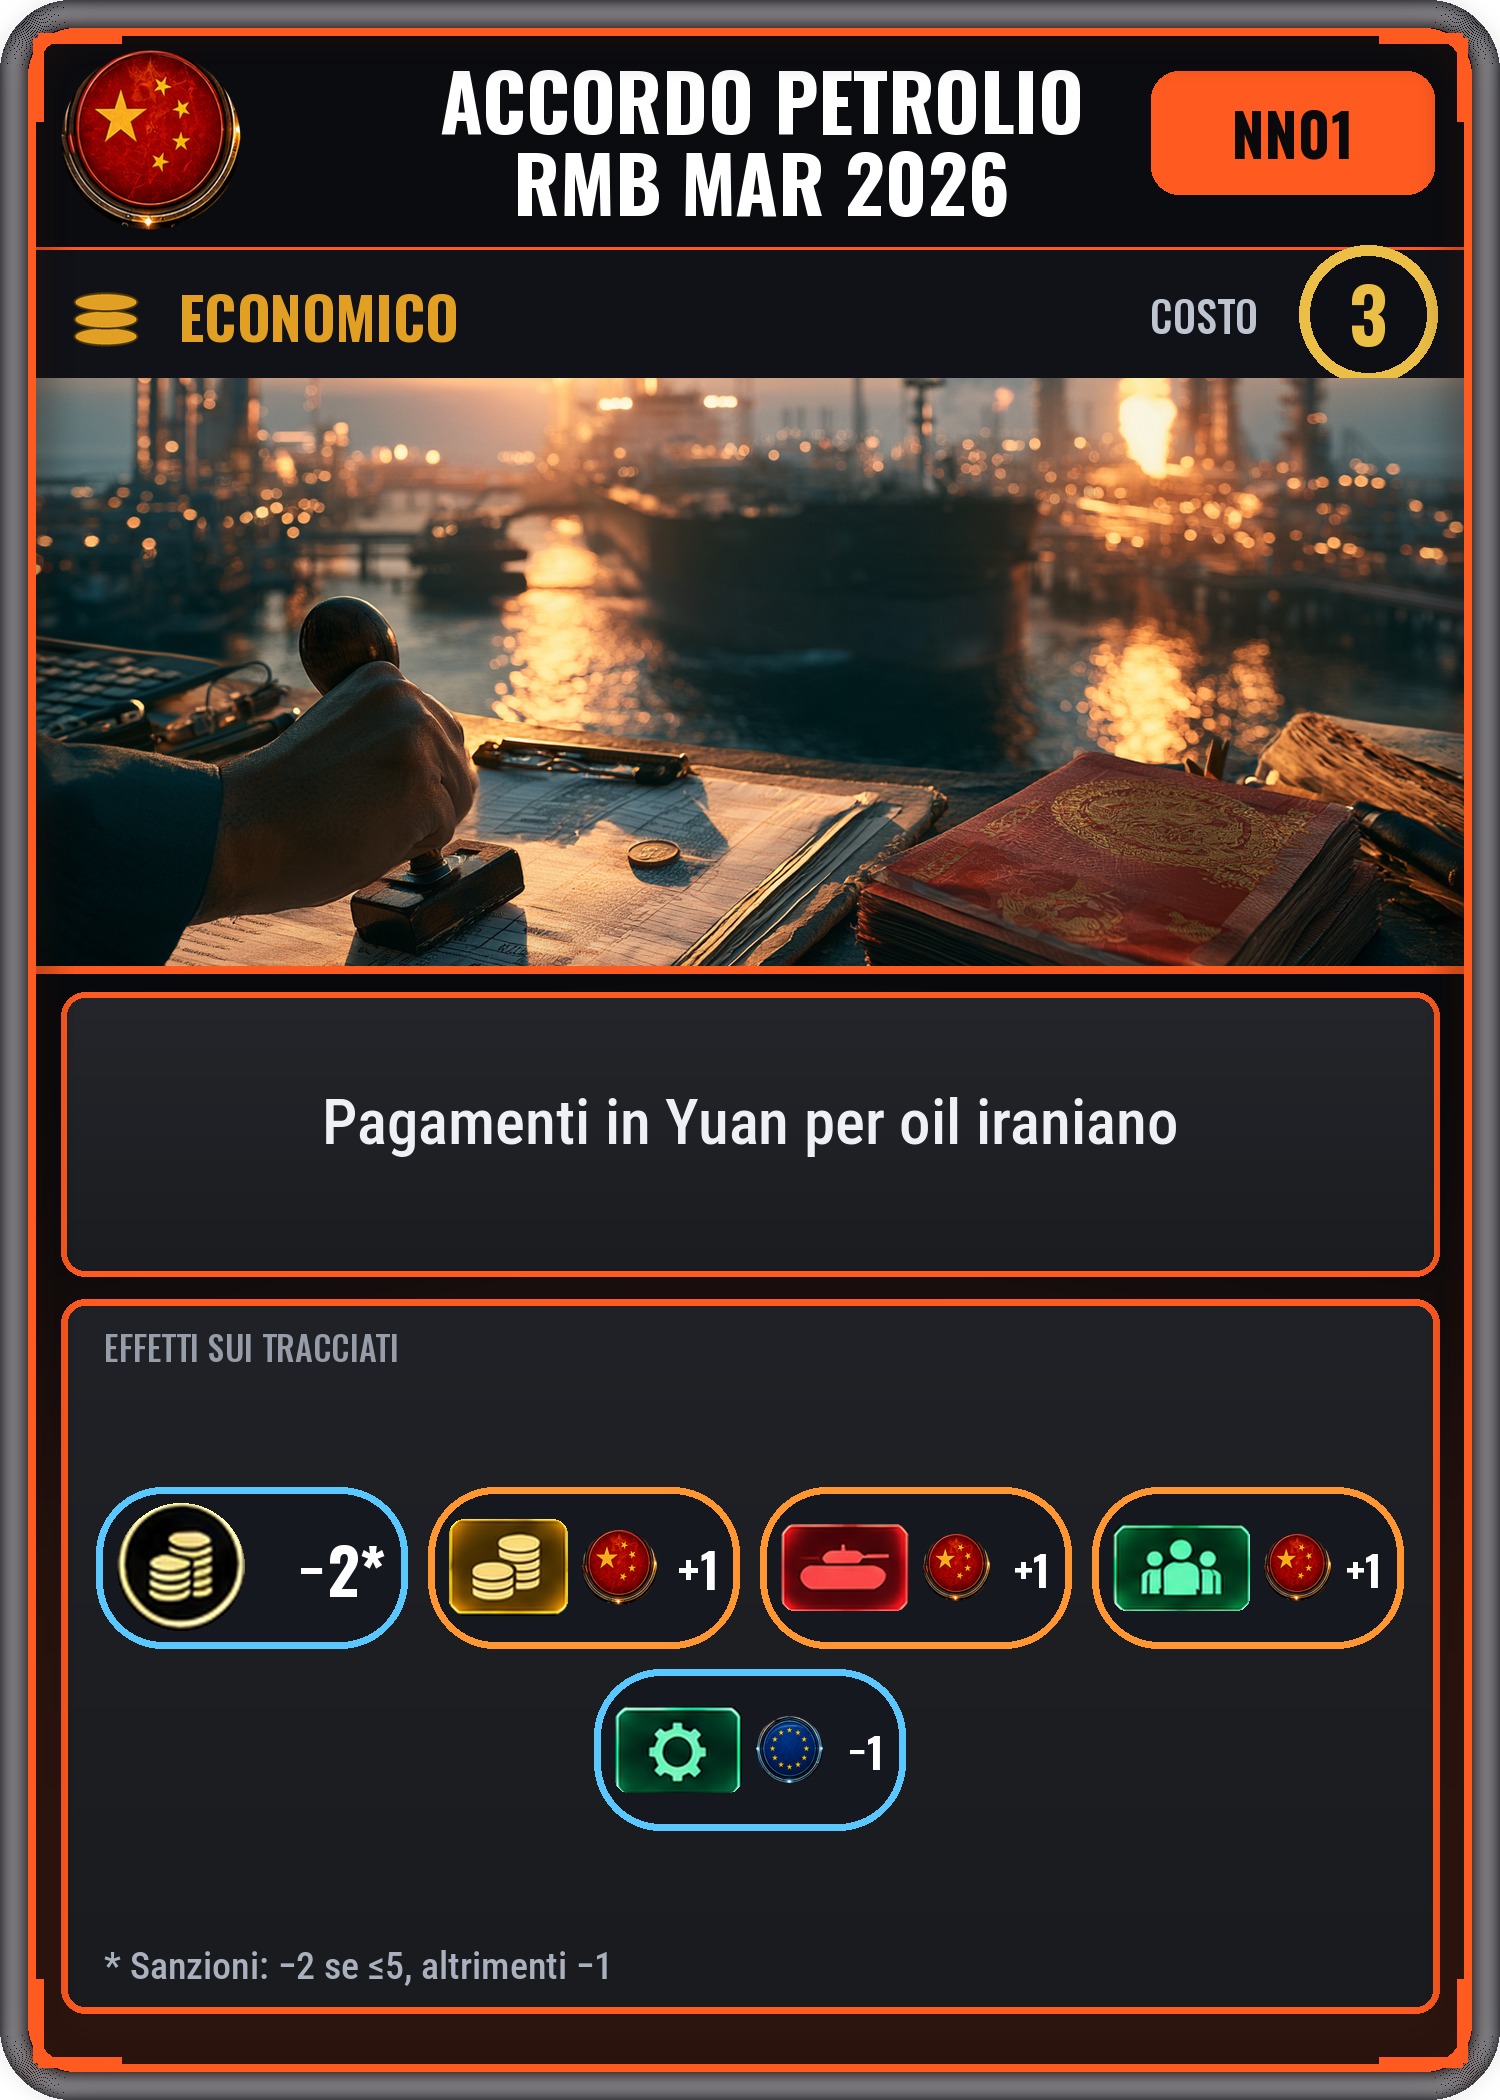 ACCORDO PETROLIO
RMB MAR 2026
NN01
ECONOMICO
COSTO 3
Pagamenti in Yuan per oil iraniano
EFFETTI SUI TRACCIATI
−2* +1 +1 +1
−1
* Sanzioni: −2 se ≤5, altrimenti −1